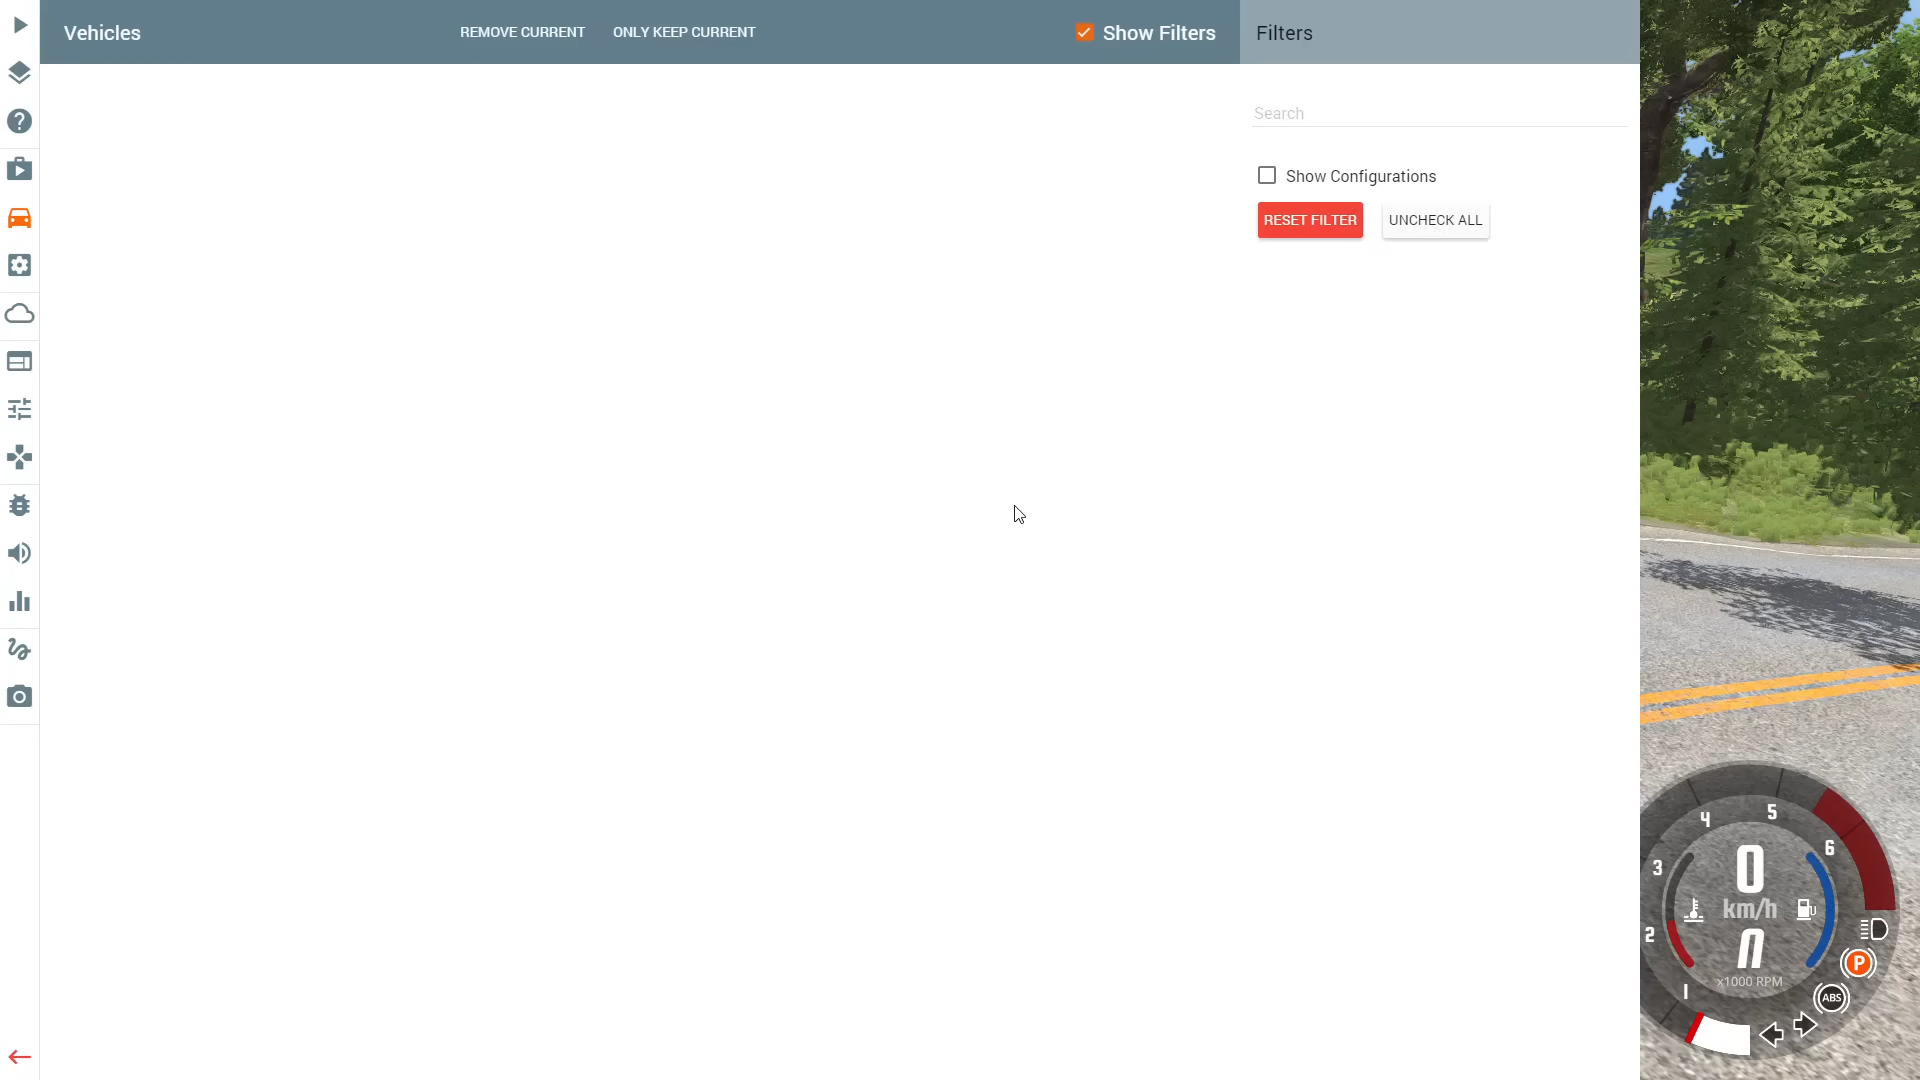 Vehicles
REMOVE CURRENT
ONLY KEEP CURRENT
Show Filters
Filters
Search
Show Configurations
RESET FILTER
UNCHECK ALL
1
2
3
4
5
6
0
km/h
n
x1000 RPM
P
ABS